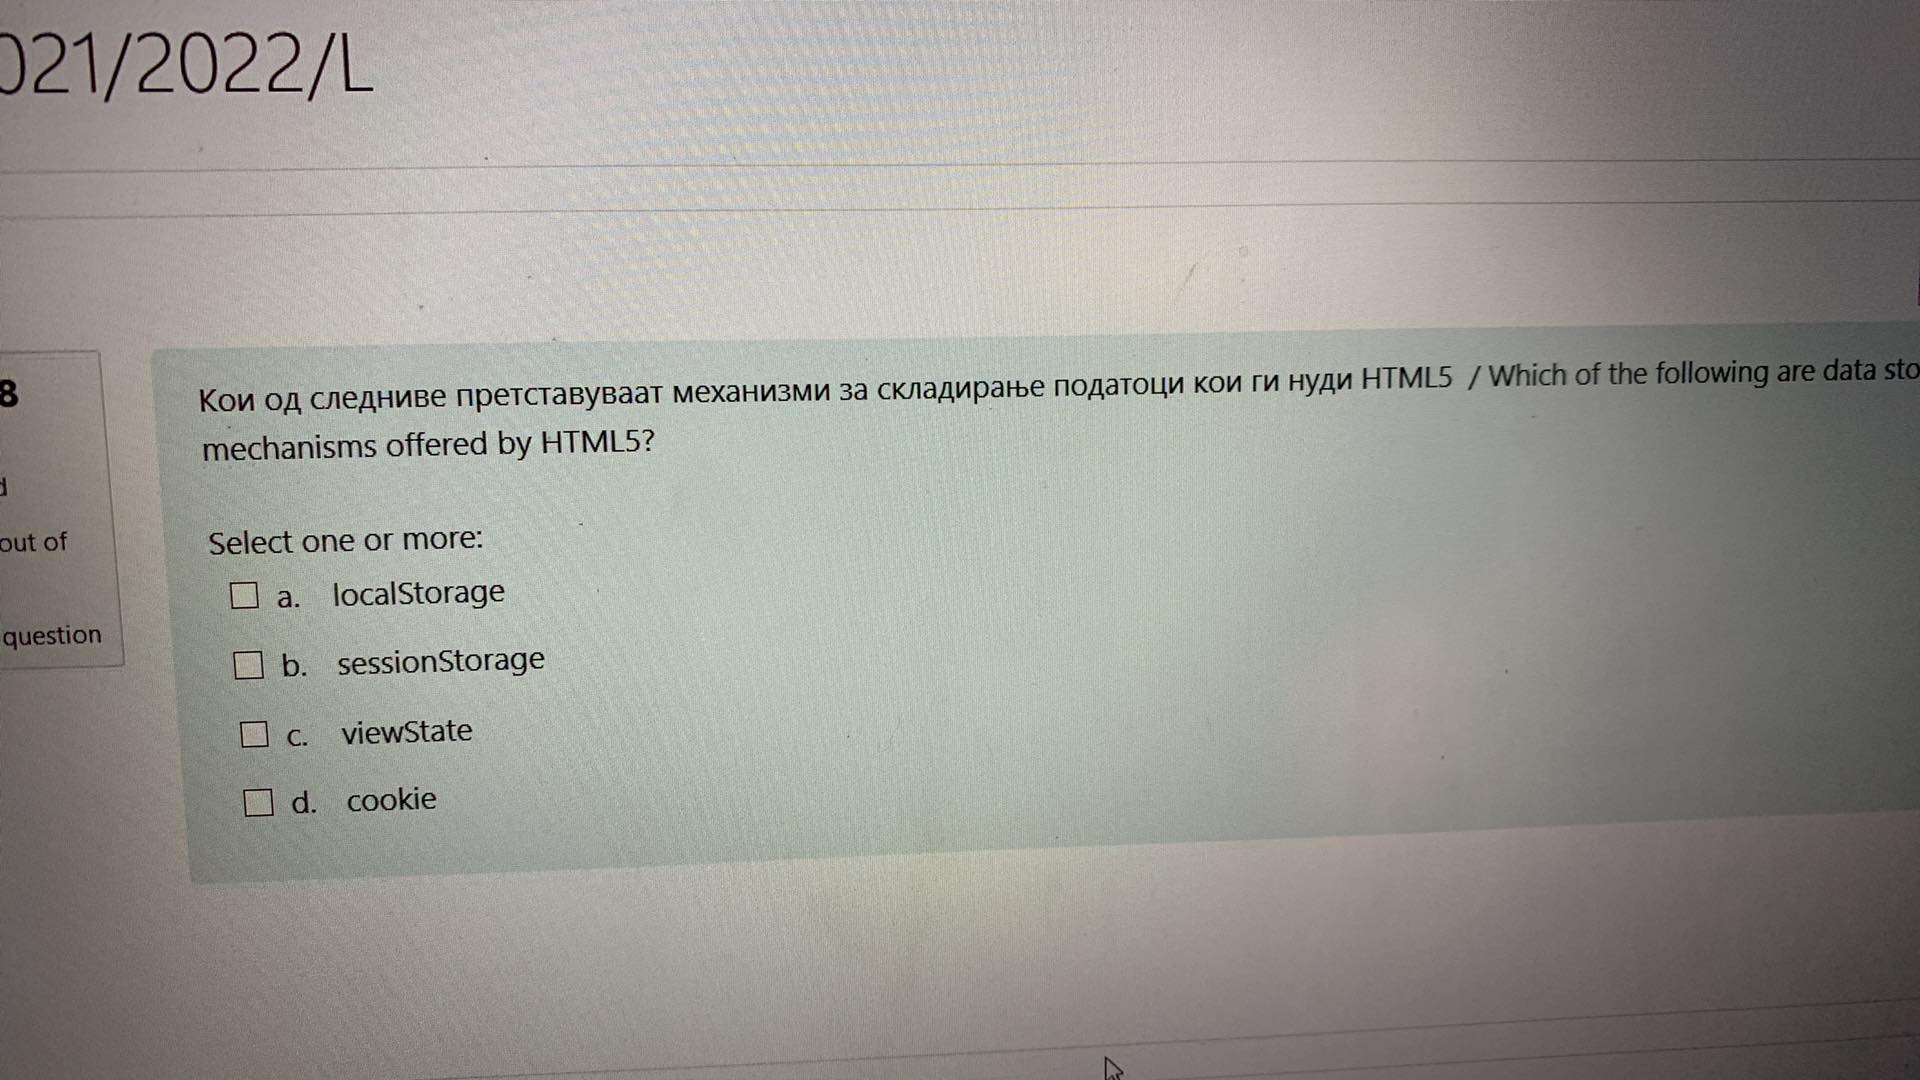 021/2022/L
8
d
out of
question
Кои од следниве претставуваат механизми за складирање податоци кои ги нуди HTML5 / Which of the following are data sto
mechanisms offered by HTML5?
Select one or more:
a. localStorage
b. sessionStorage
c. viewState
d. cookie